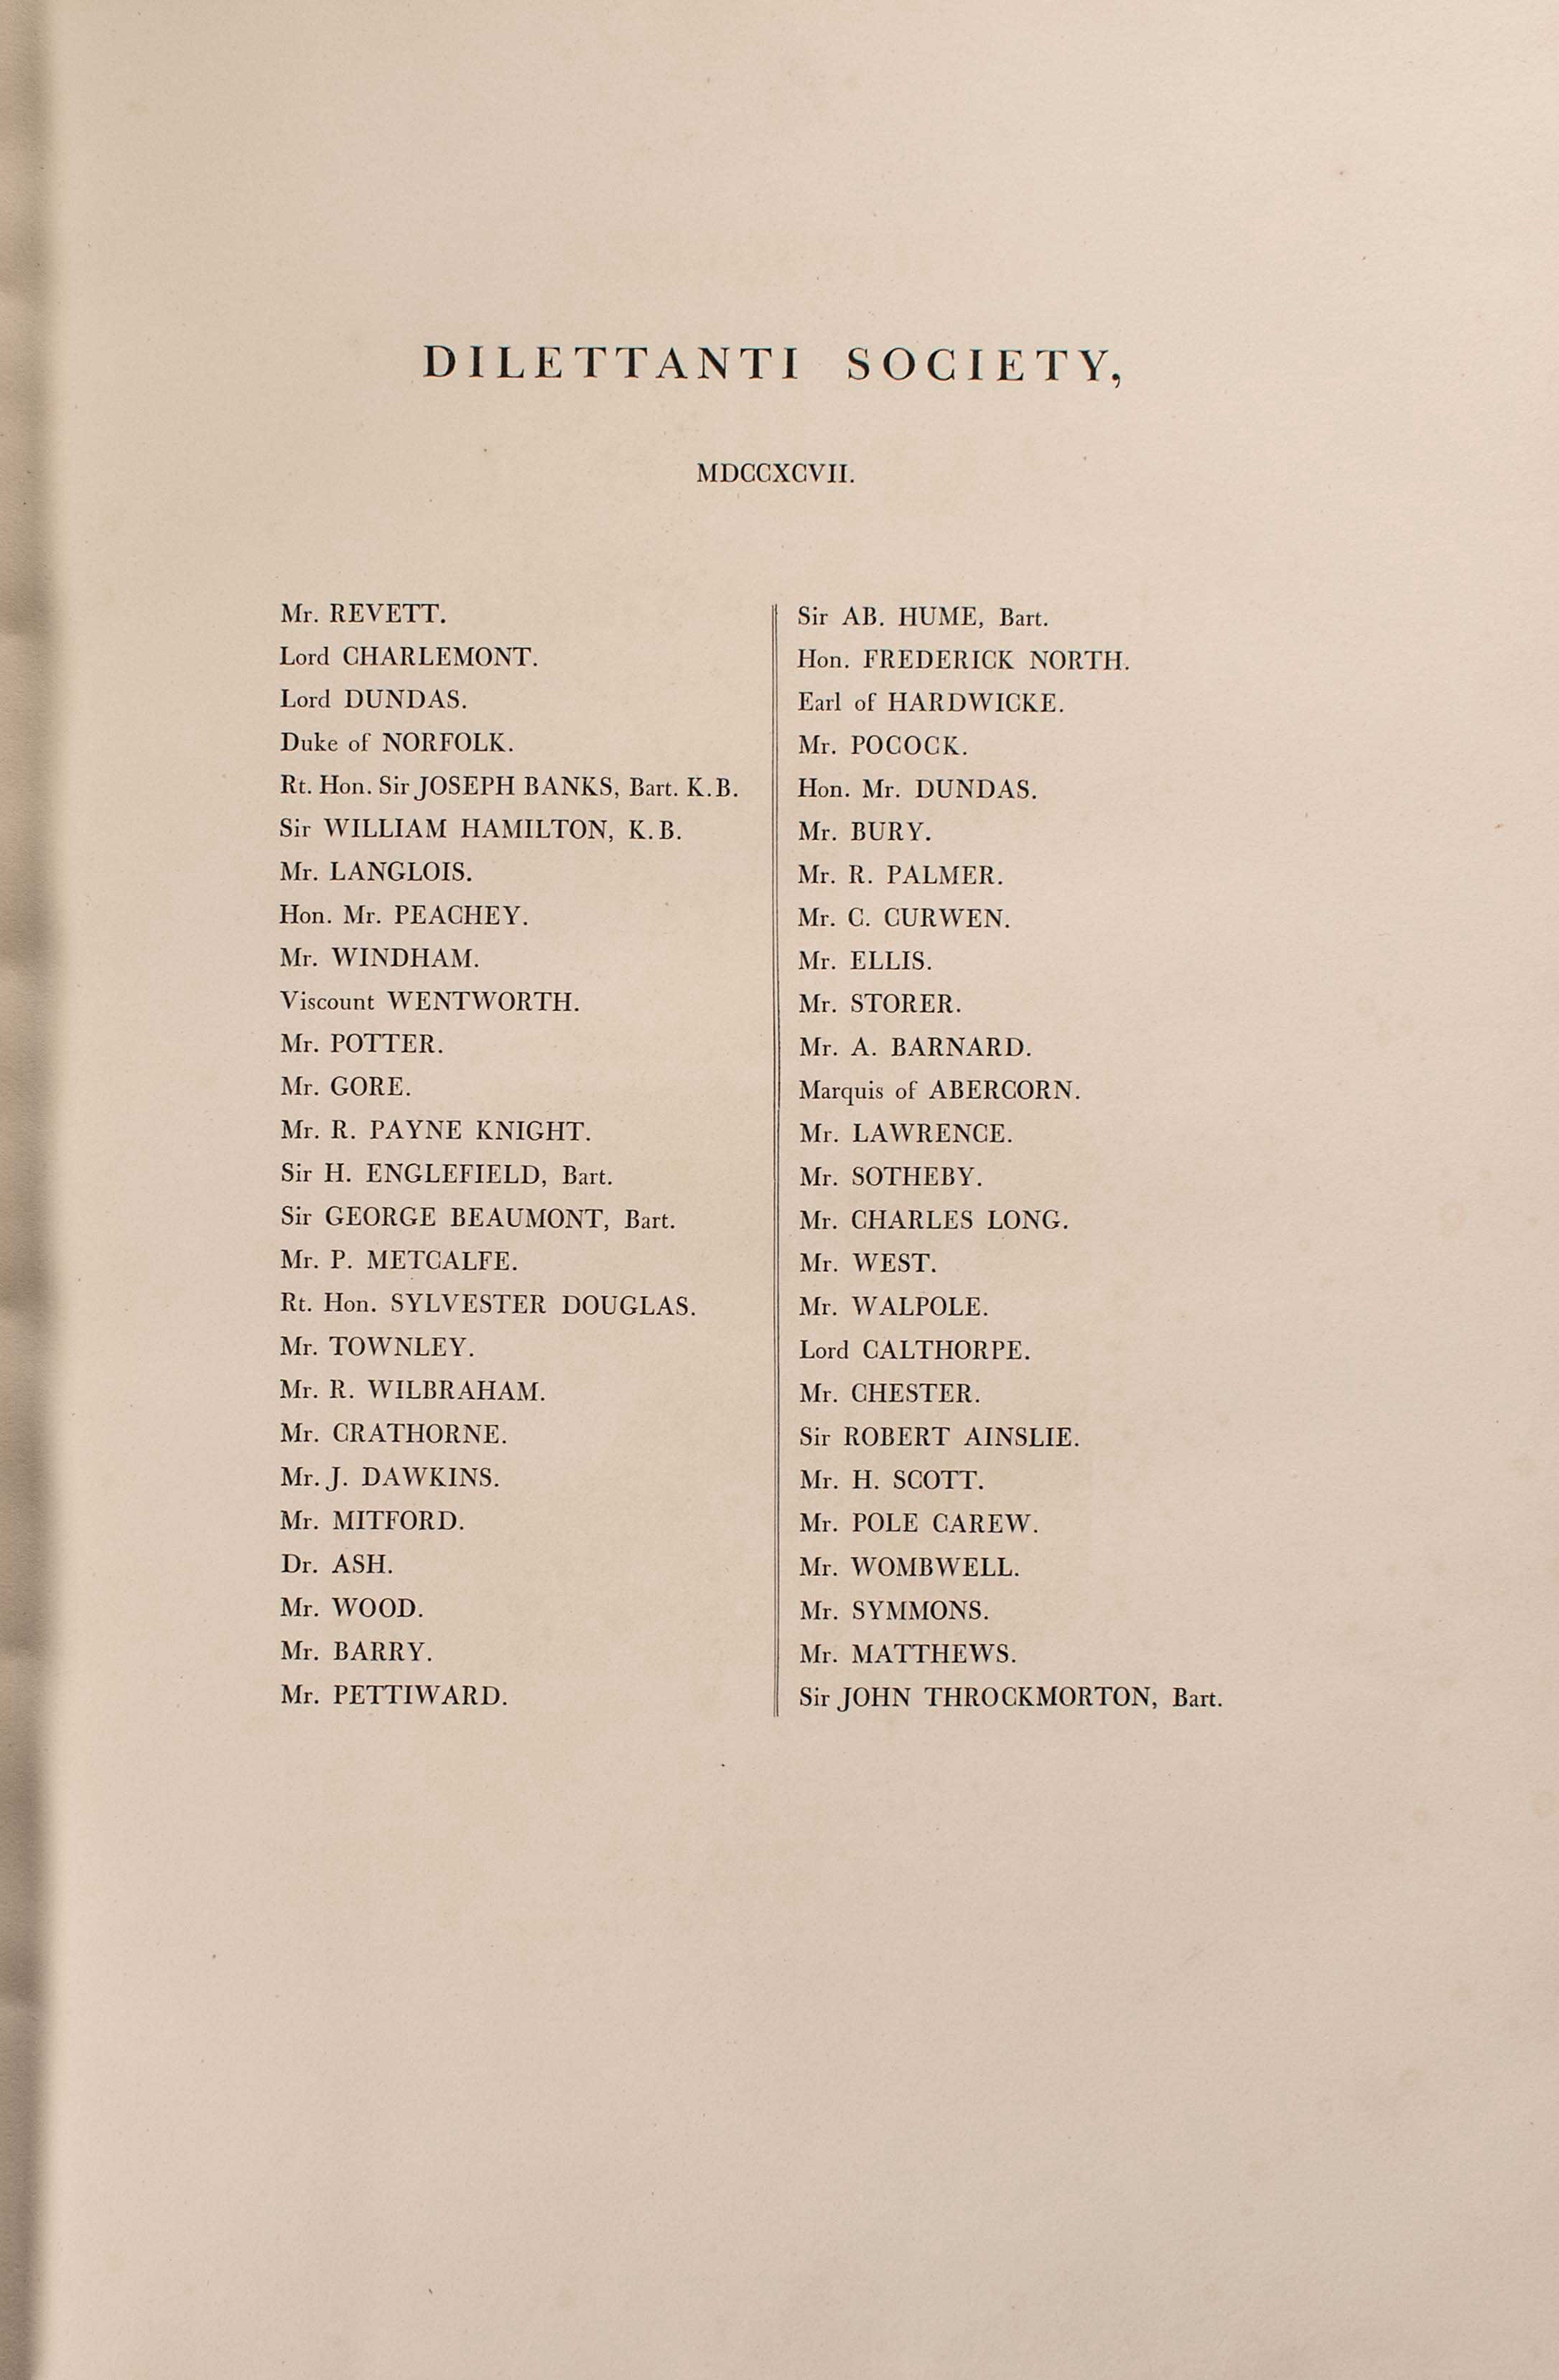 DILETTANTI SOCIETY,
MDCCXCVII.
Mr. REVETT.
Lord CHARLEMONT.
Lord DUNDAS.
Duke of NORFOLK.
Rt. Hon. Sir JOSEPH BANKS, Bart. K.B.
Sir WILLIAM HAMILTON, K.B.
Mr. LANGLOIS.
Hon. Mr. PEACHEY.
Mr. WINDHAM.
Viscount WENTWORTH.
Mr. POTTER.
Mr. GORE.
Mr. R. PAYNE KNIGHT.
Sir H. ENGLEFIELD, Bart.
Sir GEORGE BEAUMONT, Bart.
Mr. P. METCALFE.
Rt. Hon. SYLVESTER DOUGLAS.
Mr. TOWNLEY.
Mr. R. WILBRAHAM.
Mr. CRATHORNE.
Mr. J. DAWKINS.
Mr. MITFORD.
Dr. ASH.
Mr. WOOD.
Mr. BARRY.
Mr. PETTIWARD.
Sir AB. HUME, Bart.
Hon. FREDERICK NORTH.
Earl of HARDWICKE.
Mr. POCOCK.
Hon. Mr. DUNDAS.
Mr. BURY.
Mr. R. PALMER.
Mr. C. CURWEN.
Mr. ELLIS.
Mr. STORER.
Mr. A. BARNARD.
Marquis of ABERCORN.
Mr. LAWRENCE.
Mr. SOTHEBY.
Mr. CHARLES LONG.
Mr. WEST.
Mr. WALPOLE.
Lord CALTHORPE.
Mr. CHESTER.
Sir ROBERT AINSLIE.
Mr. H. SCOTT.
Mr. POLE CAREW.
Mr. WOMBWELL.
Mr. SYMMONS.
Mr. MATTHEWS.
Sir JOHN THROCKMORTON, Bart.